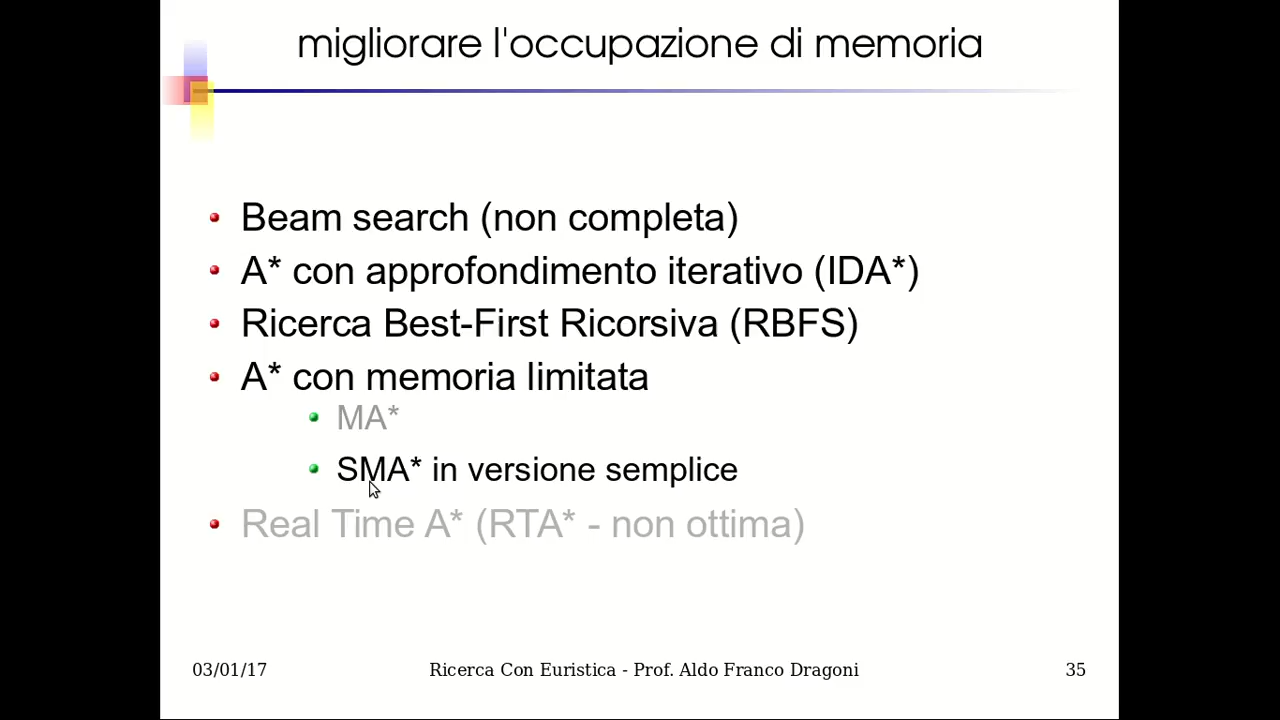 migliorare l'occupazione di memoria
Beam search (non completa)
A* con approfondimento iterativo (IDA*)
Ricerca Best-First Ricorsiva (RBFS)
A* con memoria limitata
MA*
SMA* in versione semplice
Real Time A* (RTA* - non ottima)
03/01/17 Ricerca Con Euristica - Prof. Aldo Franco Dragoni 35